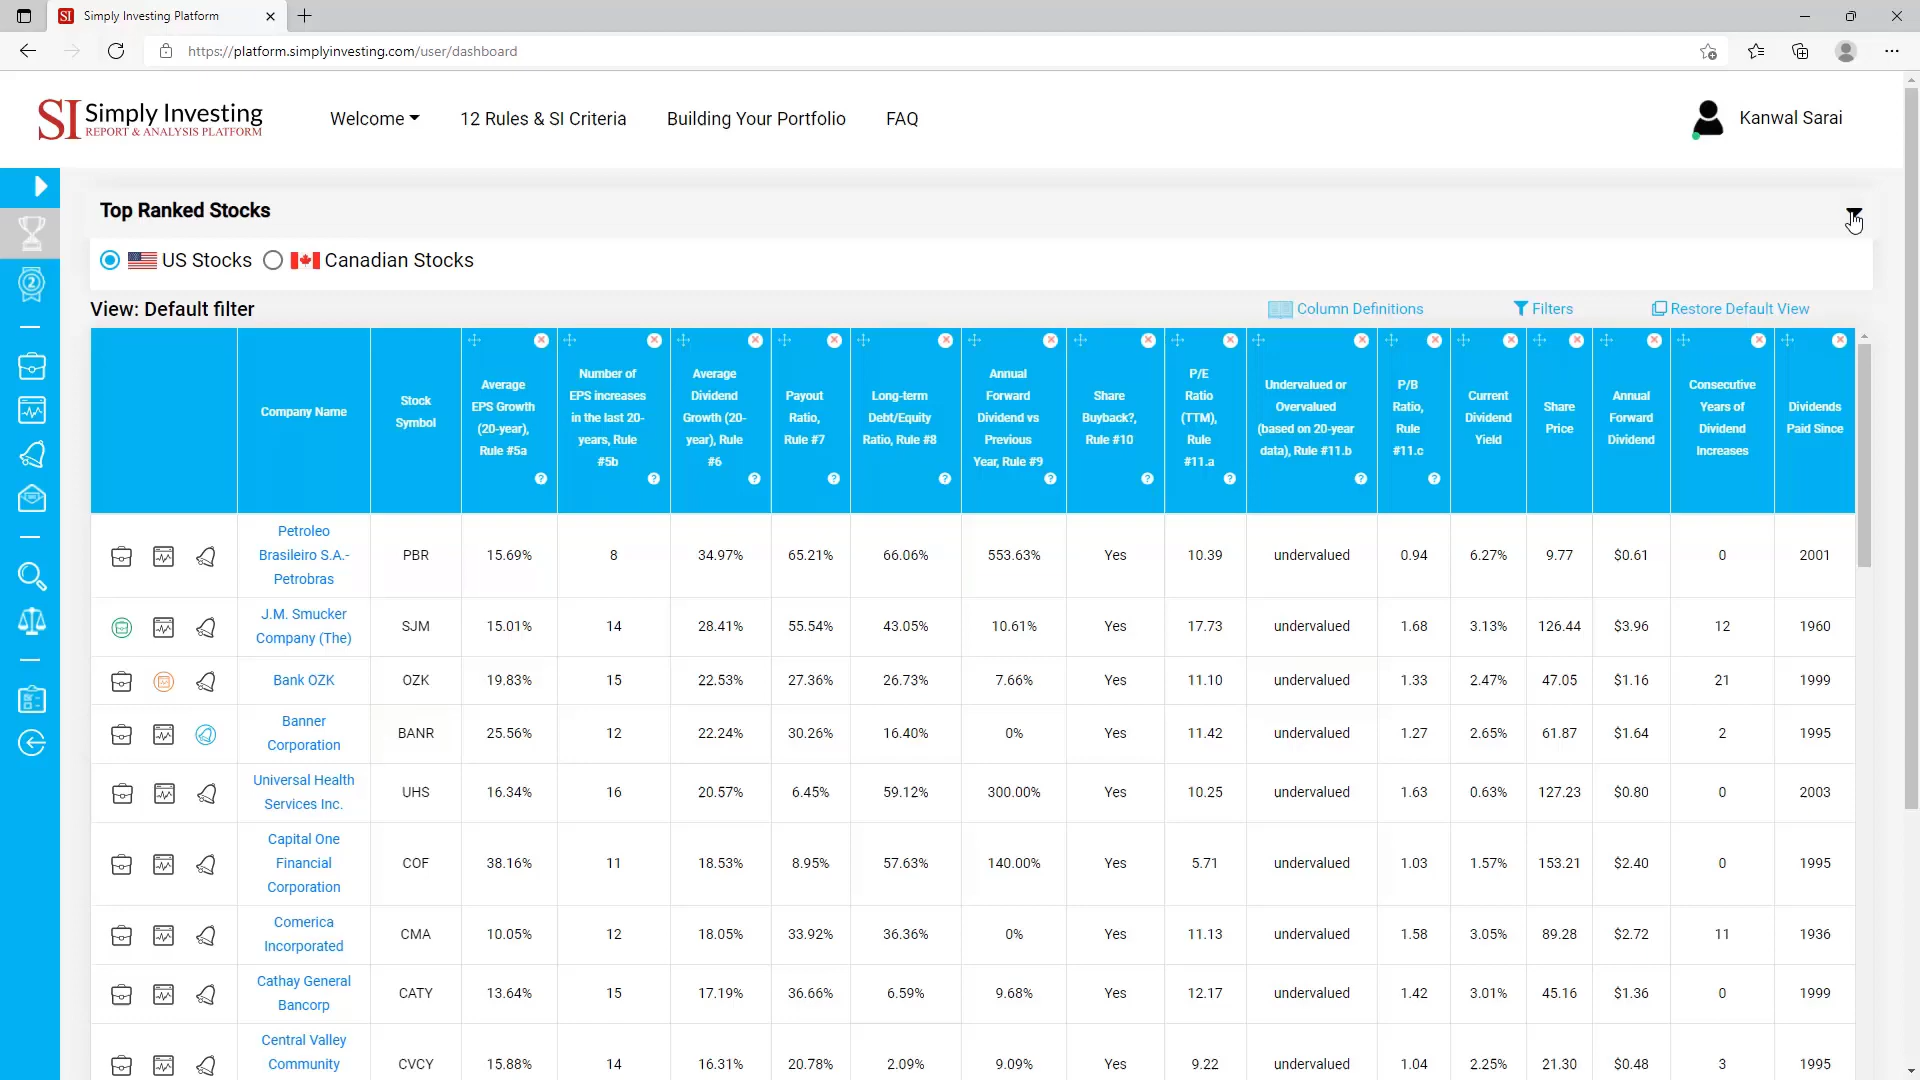 Simply Investing Platform
https://platform.simplyinvesting.com/user/dashboard
SI Simply Investing
REPORT & ANALYSIS PLATFORM
Welcome
12 Rules & SI Criteria
Building Your Portfolio
FAQ
Kanwal Sarai
Top Ranked Stocks
US Stocks Canadian Stocks
View: Default filter
Column Definitions
Filters
Restore Default View
Company Name
Stock
Symbol
Average
EPS Growth
(20-year),
Rule #5a
Number of
EPS increases
in the last 20-
years, Rule
#5b
Average
Dividend
Growth (20-
year), Rule
#6
Payout
Ratio,
Rule #7
Long-term
Debt/Equity
Ratio, Rule #8
Annual
Forward
Dividend vs
Previous
Year, Rule #9
Share
Buyback?,
Rule #10
P/E
Ratio
(TTM),
Rule
#11.a
Undervalued or
Overvalued
(based on 20-year
data), Rule #11.b
P/B
Ratio,
Rule
#11.c
Current
Dividend
Yield
Share
Price
Annual
Forward
Dividend
Consecutive
Years of
Dividend
Increases
Dividends
Paid Since
Petroleo
Brasileiro S.A.-
Petrobras
PBR 15.69% 8 34.97% 65.21% 66.06% 553.63% Yes 10.39 undervalued 0.94 6.27% 9.77 $0.61 0 2001
J.M. Smucker
Company (The)
SJM 15.01% 14 28.41% 55.54% 43.05% 10.61% Yes 17.73 undervalued 1.68 3.13% 126.44 $3.96 12 1960
Bank OZK OZK 19.83% 15 22.53% 27.36% 26.73% 7.66% Yes 11.10 undervalued 1.33 2.47% 47.05 $1.16 21 1999
Banner
Corporation
BANR 25.56% 12 22.24% 30.26% 16.40% 0% Yes 11.42 undervalued 1.27 2.65% 61.87 $1.64 2 1995
Universal Health
Services Inc.
UHS 16.34% 16 20.57% 6.45% 59.12% 300.00% Yes 10.25 undervalued 1.63 0.63% 127.23 $0.80 0 2003
Capital One
Financial
Corporation
COF 38.16% 11 18.53% 8.95% 57.63% 140.00% Yes 5.71 undervalued 1.03 1.57% 153.21 $2.40 0 1995
Comerica
Incorporated
CMA 10.05% 12 18.05% 33.92% 36.36% 0% Yes 11.13 undervalued 1.58 3.05% 89.28 $2.72 11 1936
Cathay General
Bancorp
CATY 13.64% 15 17.19% 36.66% 6.59% 9.68% Yes 12.17 undervalued 1.42 3.01% 45.16 $1.36 0 1999
Central Valley
Community
CVCY 15.88% 14 16.31% 20.78% 2.09% 9.09% Yes 9.22 undervalued 1.04 2.25% 21.30 $0.48 3 1995